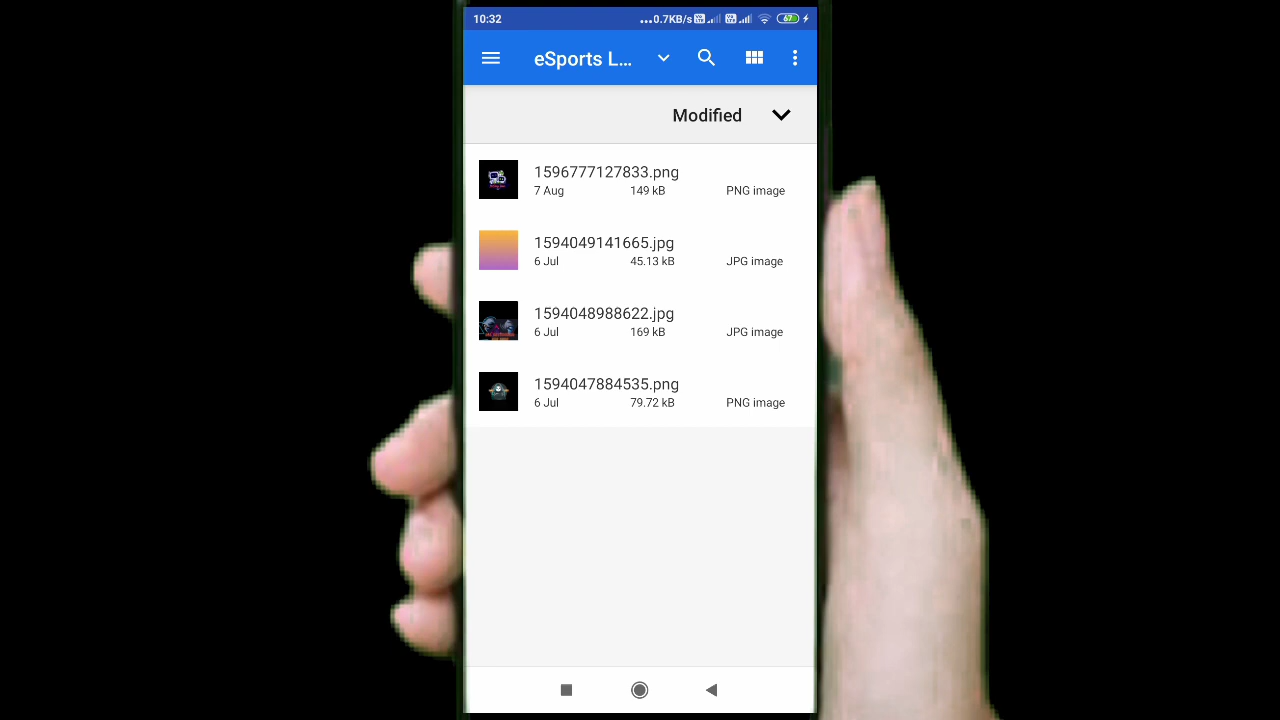 10:32 ...0.7KB/s 67
eSports L...
Modified
1596777127833.png
7 Aug 149 kB PNG image
1594049141665.jpg
6 Jul 45.13 kB JPG image
1594048988622.jpg
6 Jul 169 kB JPG image
1594047884535.png
6 Jul 79.72 kB PNG image